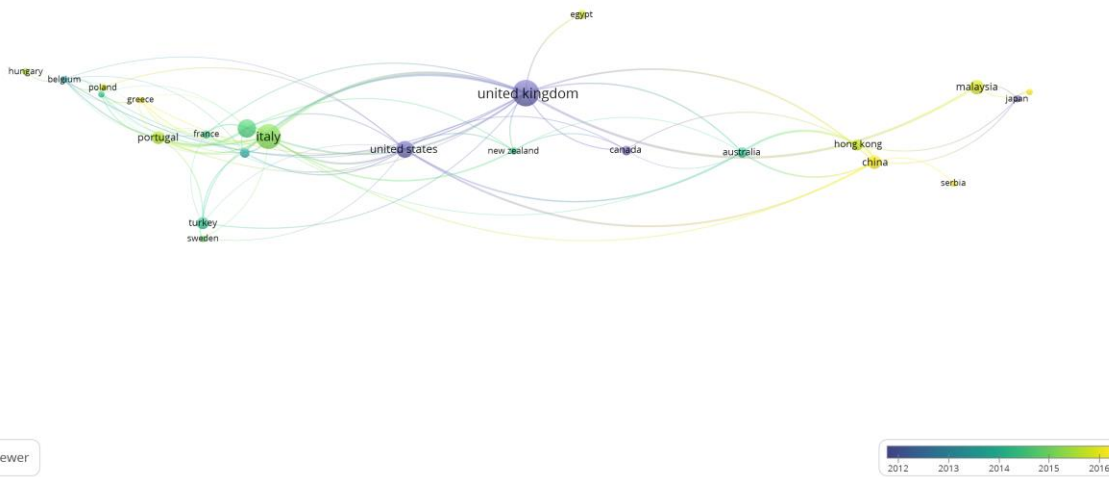 egypt
hungary
belgium
poland
greece
portugal
france
italy
united kingdom
united states
new zealand
canada
australia
hong kong
china
malaysia
japan
serbia
turkey
sweden
ewer
2012 2013 2014 2015 2016